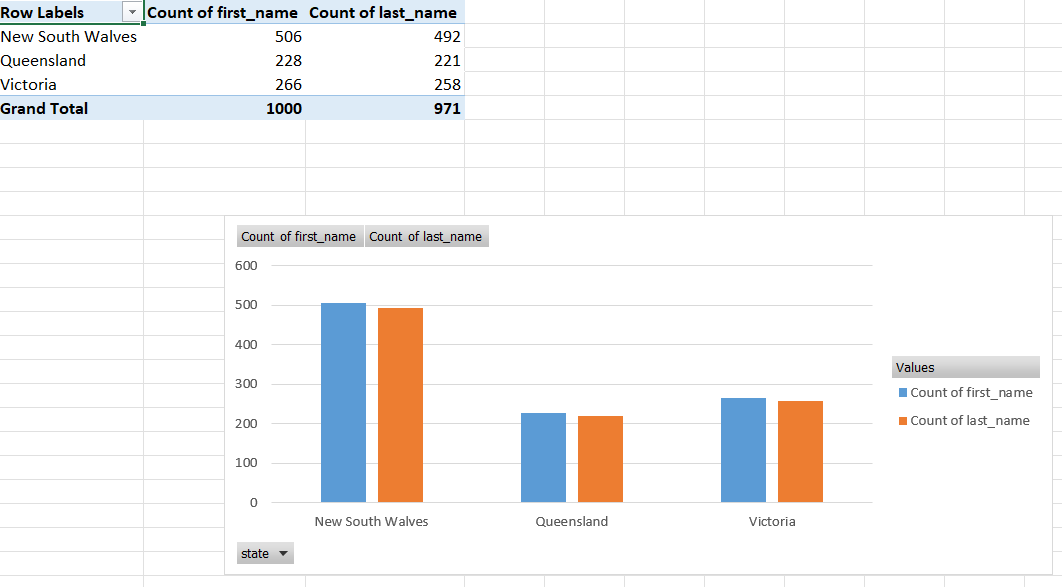 Row Labels Count of first_name Count of last_name
New South Walves 506 492
Queensland 228 221
Victoria 266 258
Grand Total 1000 971
Count of first_name Count of last_name
600
500
400
300
200
100
0
New South Walves Queensland Victoria
Values
Count of first_name
Count of last_name
state